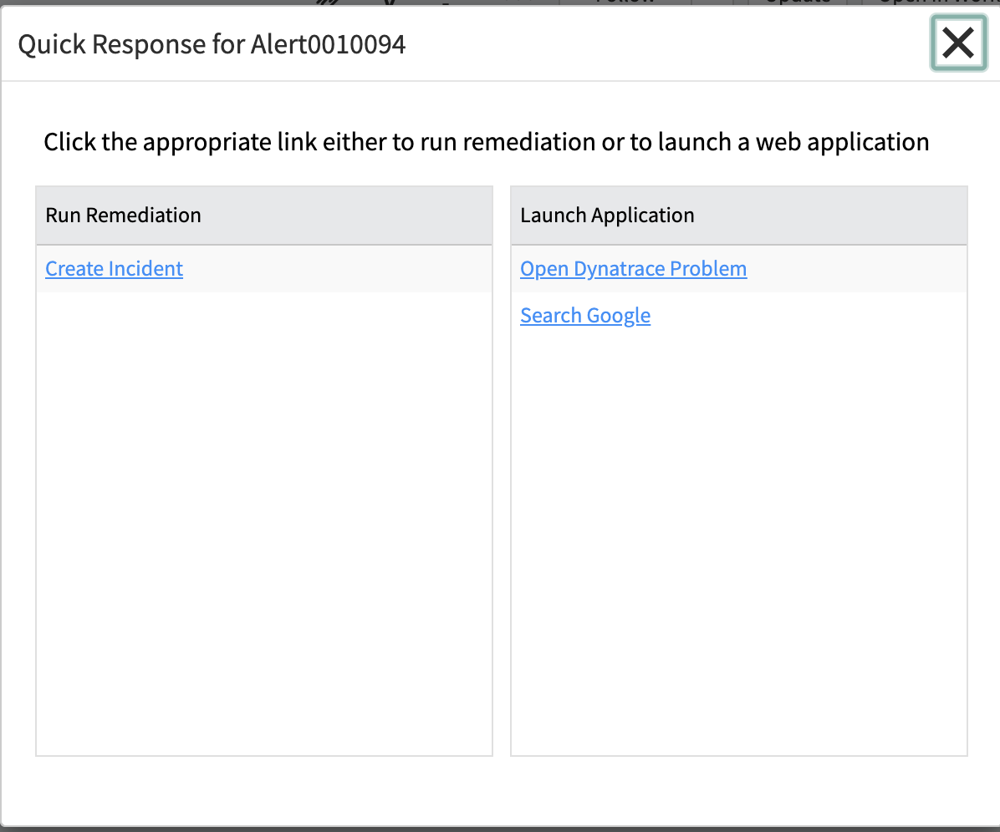 Quick Response for Alert0010094
Click the appropriate link either to run remediation or to launch a web application
Run Remediation
Create Incident
Launch Application
Open Dynatrace Problem
Search Google